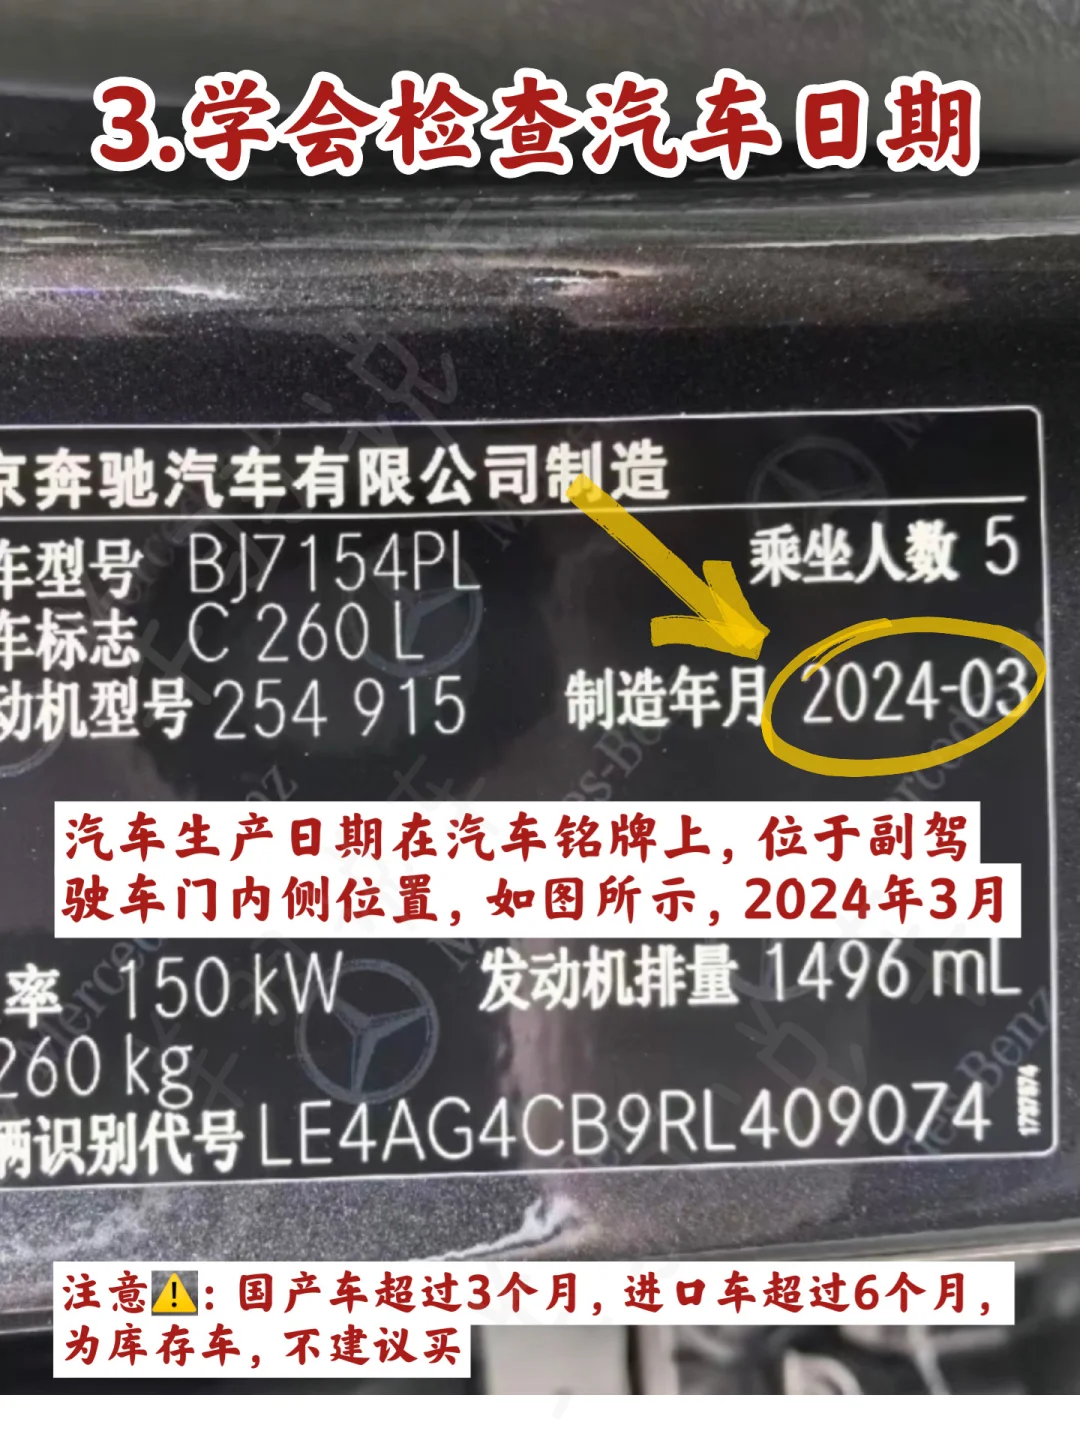 3.学会检查汽车日期
京奔驰汽车有限公司制造
车型号 BJ7154PL 乘坐人数 5
车标志 C 260 L
动机型号 254 915 制造年月 2024-03
汽车生产日期在汽车铭牌上,位于副驾
驶车门内侧位置,如图所示,2024年3月
率 150 kW 发动机排量 1496 mL
260 kg
辆识别代号 LE4AG4CB9RL409074
注意⚠️:国产车超过3个月,进口车超过6个月,
为库存车,不建议买